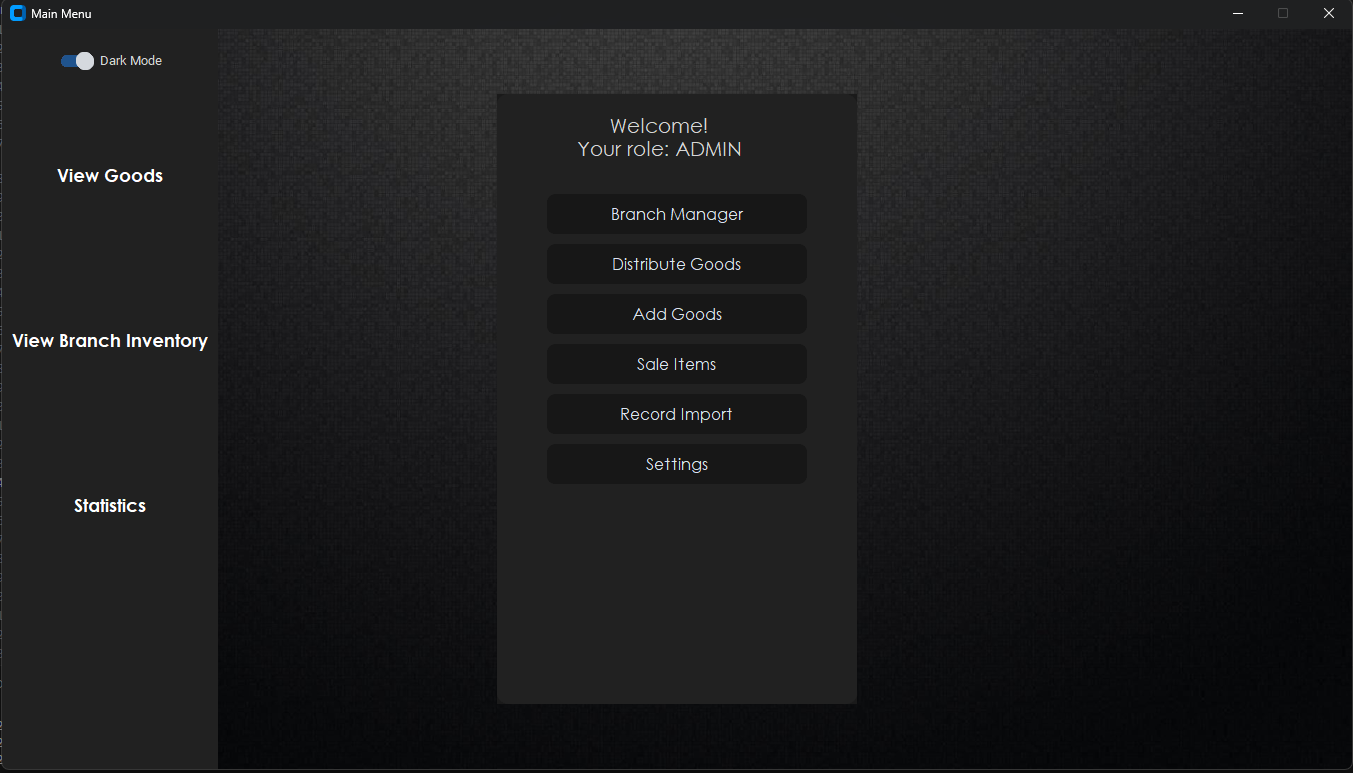 Main Menu
Dark Mode
View Goods
View Branch Inventory
Statistics
Welcome!
Your role: ADMIN
Branch Manager
Distribute Goods
Add Goods
Sale Items
Record Import
Settings